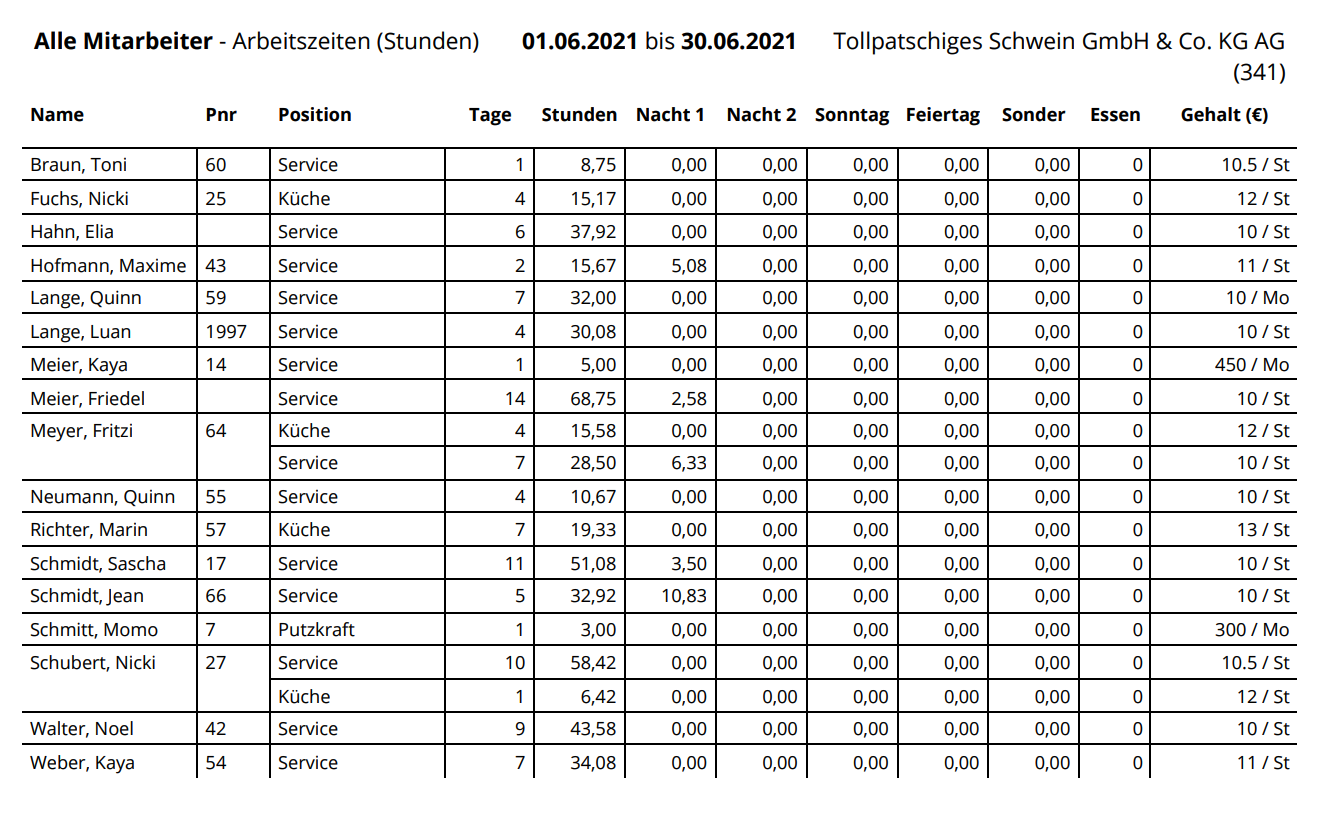 Alle Mitarbeiter - Arbeitszeiten (Stunden) 01.06.2021 bis 30.06.2021 Tollpatschiges Schwein GmbH & Co. KG AG
(341)
Name Pnr Position Tage Stunden Nacht 1 Nacht 2 Sonntag Feiertag Sonder Essen Gehalt (€)
Braun, Toni 60 Service 1 8,75 0,00 0,00 0,00 0,00 0,00 0 10.5 / St
Fuchs, Nicki 25 Küche 4 15,17 0,00 0,00 0,00 0,00 0,00 0 12 / St
Hahn, Elia Service 6 37,92 0,00 0,00 0,00 0,00 0,00 0 10 / St
Hofmann, Maxime 43 Service 2 15,67 5,08 0,00 0,00 0,00 0,00 0 11 / St
Lange, Quinn 59 Service 7 32,00 0,00 0,00 0,00 0,00 0,00 0 10 / Mo
Lange, Luan 1997 Service 4 30,08 0,00 0,00 0,00 0,00 0,00 0 10 / St
Meier, Kaya 14 Service 1 5,00 0,00 0,00 0,00 0,00 0,00 0 450 / Mo
Meier, Friedel Service 14 68,75 2,58 0,00 0,00 0,00 0,00 0 10 / St
Meyer, Fritzi 64 Küche 4 15,58 0,00 0,00 0,00 0,00 0,00 0 12 / St
Service 7 28,50 6,33 0,00 0,00 0,00 0,00 0 10 / St
Neumann, Quinn 55 Service 4 10,67 0,00 0,00 0,00 0,00 0,00 0 10 / St
Richter, Marin 57 Küche 7 19,33 0,00 0,00 0,00 0,00 0,00 0 13 / St
Schmidt, Sascha 17 Service 11 51,08 3,50 0,00 0,00 0,00 0,00 0 10 / St
Schmidt, Jean 66 Service 5 32,92 10,83 0,00 0,00 0,00 0,00 0 10 / St
Schmitt, Momo 7 Putzkraft 1 3,00 0,00 0,00 0,00 0,00 0,00 0 300 / Mo
Schubert, Nicki 27 Service 10 58,42 0,00 0,00 0,00 0,00 0,00 0 10.5 / St
Küche 1 6,42 0,00 0,00 0,00 0,00 0,00 0 12 / St
Walter, Noel 42 Service 9 43,58 0,00 0,00 0,00 0,00 0,00 0 10 / St
Weber, Kaya 54 Service 7 34,08 0,00 0,00 0,00 0,00 0,00 0 11 / St